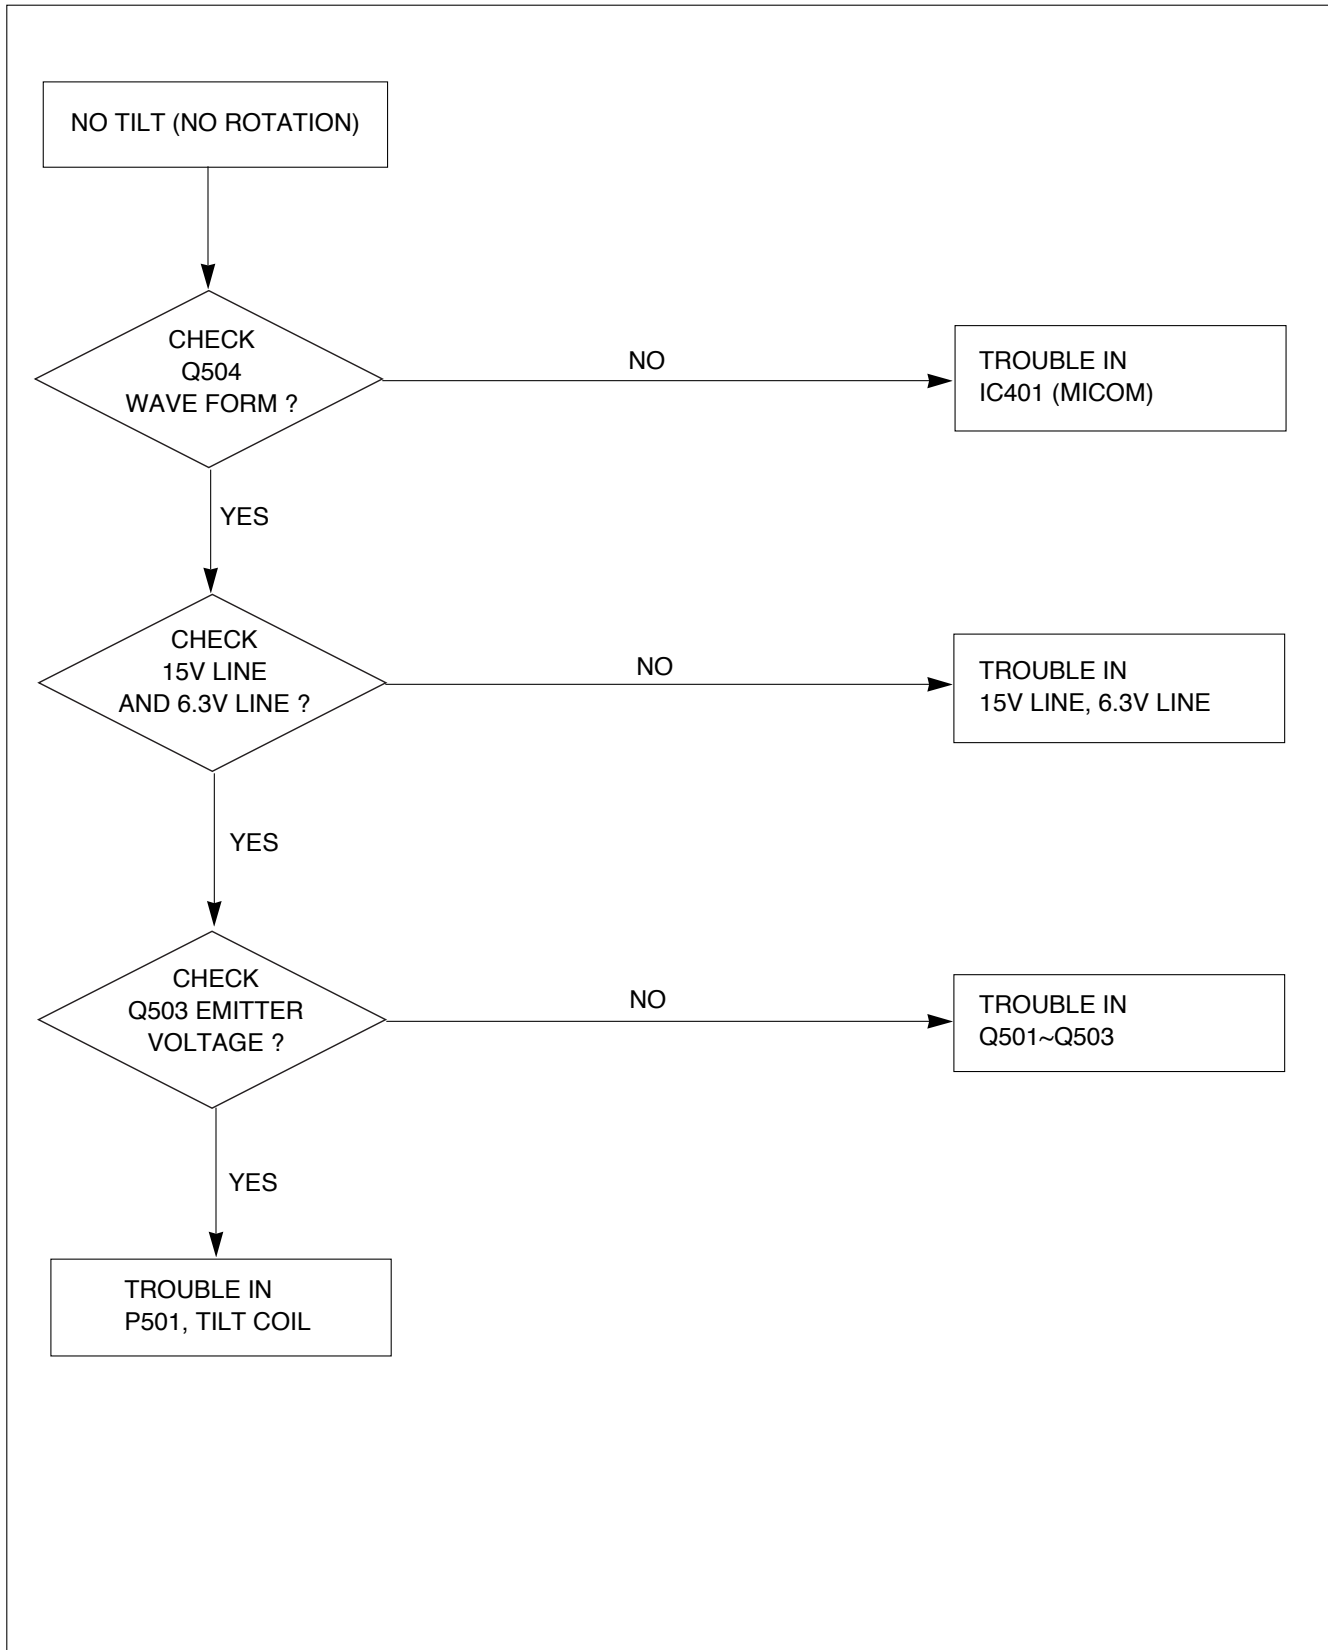 NO TILT (NO ROTATION)
CHECK
Q504
WAVE FORM ?
NO
TROUBLE IN
IC401 (MICOM)
YES
CHECK
15V LINE
AND 6.3V LINE ?
NO
TROUBLE IN
15V LINE, 6.3V LINE
YES
CHECK
Q503 EMITTER
VOLTAGE ?
NO
TROUBLE IN
Q501~Q503
YES
TROUBLE IN
P501, TILT COIL